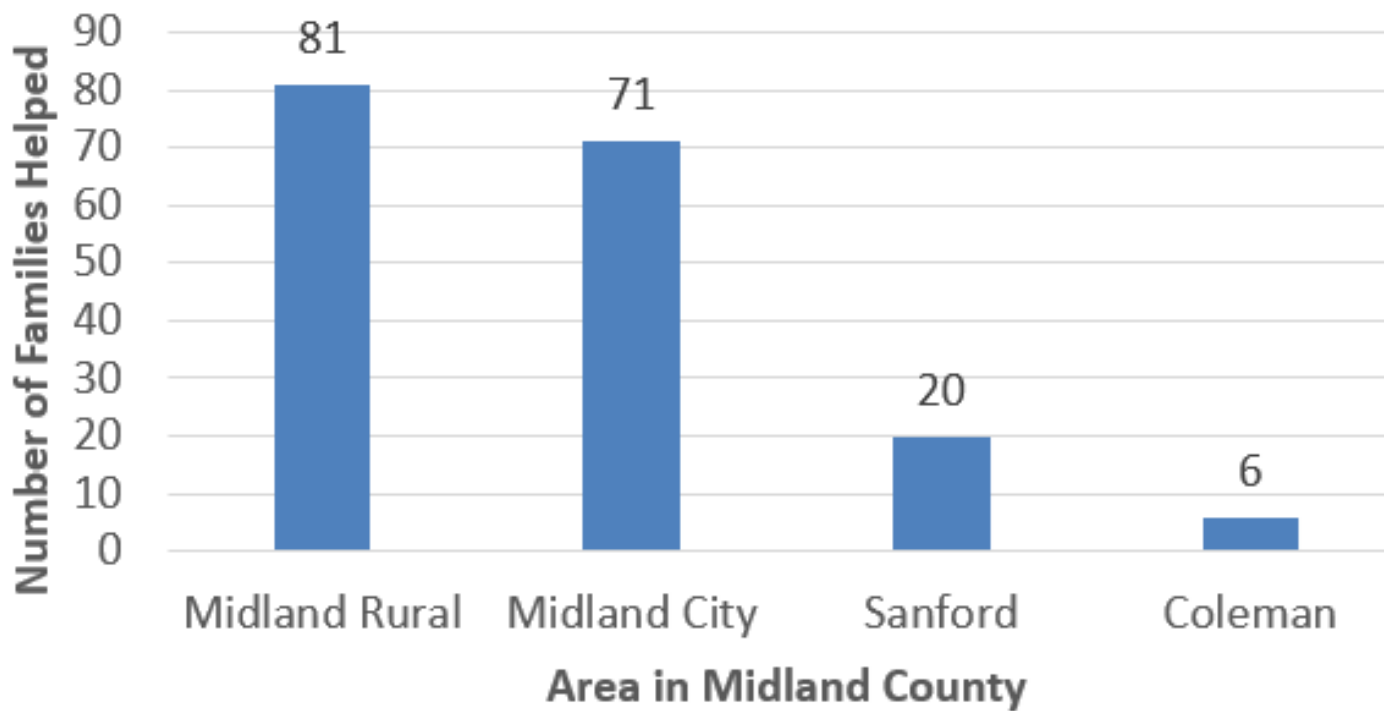 Number of Families Helped
90
80
70
60
50
40
30
20
10
0
81
71
20
6
Midland Rural
Midland City
Sanford
Coleman
Area in Midland County